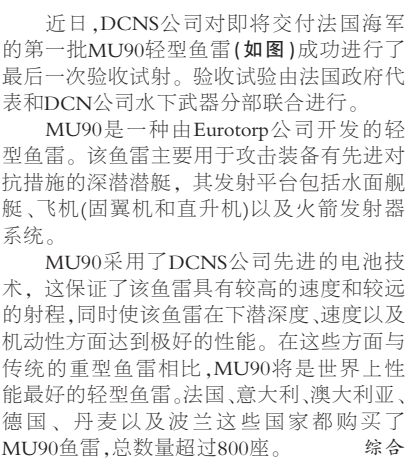 近日,DCNS公司对即将交付法国海军
的第一批MU90轻型鱼雷(如图)成功进行了
最后一次验收试射。验收试验由法国政府代
表和DCN公司水下武器分部联合进行。
MU90是一种由Eurotorp公司开发的轻
型鱼雷。该鱼雷主要用于攻击装备有先进对
抗措施的深潜潜艇，其发射平台包括水面舰
艇、飞机(固翼机和直升机)以及火箭发射器
系统。
MU90采用了DCNS公司先进的电池技
术，这保证了该鱼雷具有较高的速度和较远
的射程,同时使该鱼雷在下潜深度、速度以及
机动性方面达到极好的性能。在这些方面与
传统的重型鱼雷相比,MU90将是世界上性
能最好的轻型鱼雷。法国、意大利、澳大利亚、
德国、丹麦以及波兰这些国家都购买了
MU90鱼雷,总数量超过800座。 综合